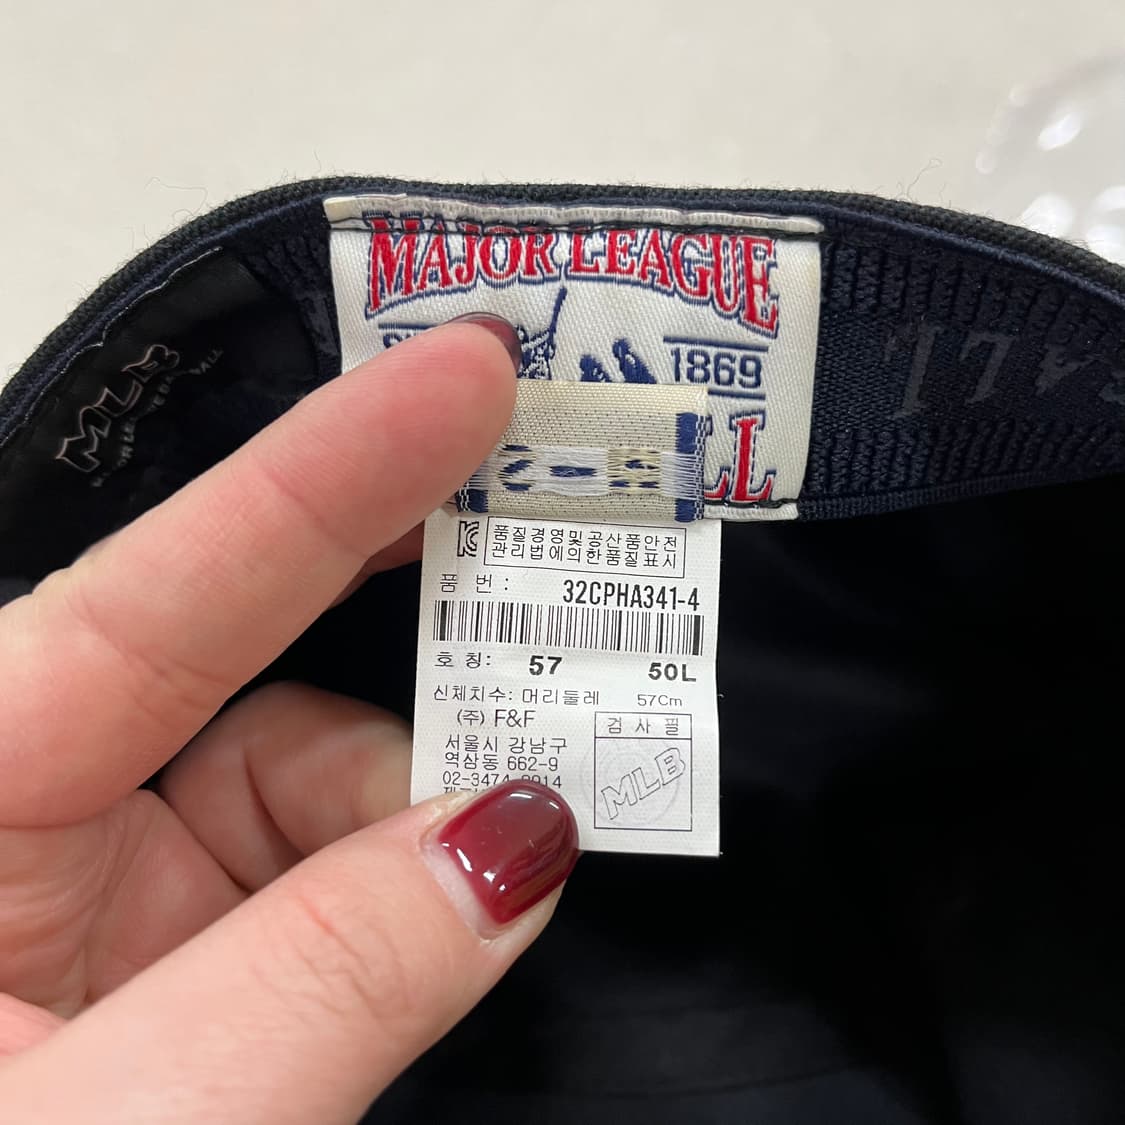 MAJOR LEAGUE
1869
LL
MLB
품질경영및공산품안전
관리법에의한품질표시
품 번 : 32CPHA341-4
호 칭: 57 50L
신체치수: 머리둘레 57Cm
(주) F&F
검 사 필
서울시 강남구
역삼동 662-9
MLB